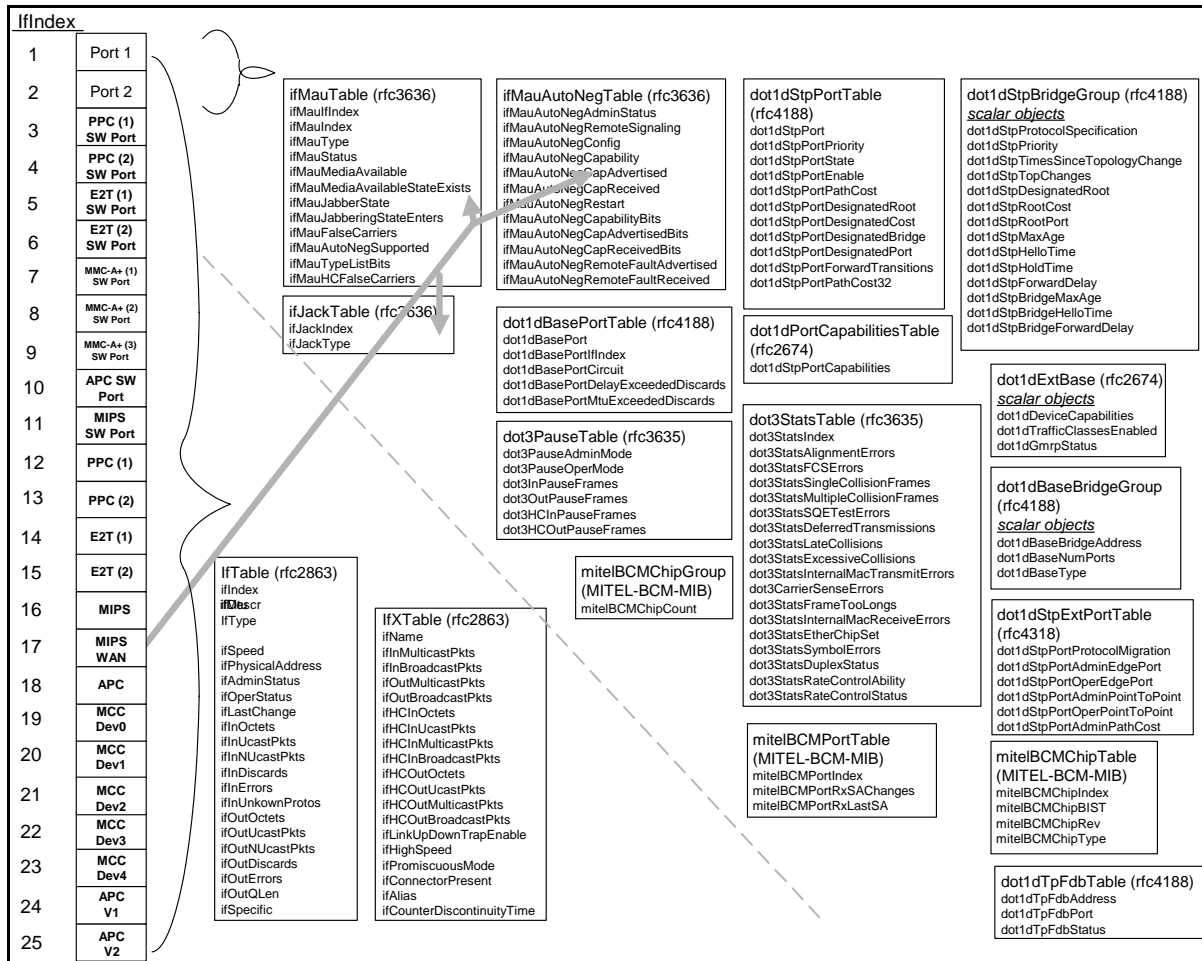 IfIndex
1 Port 1
2 Port 2
3 PPC (1)
SW Port
4 PPC (2)
SW Port
5 E2T (1)
SW Port
6 E2T (2)
SW Port
7 MMC-A+ (1)
SW Port
8 MMC-A+ (2)
SW Port
9 MMC-A+ (3)
SW Port
10 APC SW
Port
11 MIPS
SW Port
12 PPC (1)
13 PPC (2)
14 E2T (1)
15 E2T (2)
16 MIPS
17 MIPS
WAN
18 APC
19 MCC
Dev0
20 MCC
Dev1
21 MCC
Dev2
22 MCC
Dev3
23 MCC
Dev4
24 APC
V1
25 APC
V2
ifMauTable (rfc3636)
ifMauIfIndex
ifMauIndex
ifMauType
ifMauStatus
ifMauMediaAvailable
ifMauMediaAvailableStateExists
ifMauJabberState
ifMauJabberingStateEnters
ifMauFalseCarriers
ifMauAutoNegSupported
ifMauTypeListBits
ifMauHCFalseCarriers
ifJackTable (rfc3636)
ifJackIndex
ifJackType
IfTable (rfc2863)
ifIndex
IfType
ifSpeed
ifPhysicalAddress
ifAdminStatus
ifOperStatus
ifLastChange
ifInOctets
ifInUcastPkts
ifInNUcastPkts
ifInDiscards
ifInErrors
ifInUnkownProtos
ifOutOctets
ifOutUcastPkts
ifOutNUcastPkts
ifOutDiscards
ifOutErrors
ifOutQLen
ifSpecific
IfXTable (rfc2863)
ifName
ifInMulticastPkts
ifInBroadcastPkts
ifOutMulticastPkts
ifOutBroadcastPkts
ifHCInOctets
ifHCInUcastPkts
ifHCInMulticastPkts
ifHCInBroadcastPkts
ifHCOutOctets
ifHCOutUcastPkts
ifHCOutMulticastPkts
ifHCOutBroadcastPkts
ifLinkUpDownTrapEnable
ifHighSpeed
ifPromiscuousMode
ifConnectorPresent
ifAlias
ifCounterDiscontinuityTime
ifMauAutoNegTable (rfc3636)
ifMauAutoNegAdminStatus
ifMauAutoNegRemoteSignaling
ifMauAutoNegConfig
ifMauAutoNegCapability
ifMauAutoNegCapAdvertised
ifMauAutoNegCapReceived
ifMauAutoNegRestart
ifMauAutoNegCapabilityBits
ifMauAutoNegCapAdvertisedBits
ifMauAutoNegCapReceivedBits
ifMauAutoNegRemoteFaultAdvertised
ifMauAutoNegRemoteFaultReceived
dot1dBasePortTable (rfc4188)
dot1dBasePort
dot1dBasePortIfIndex
dot1dBasePortCircuit
dot1dBasePortDelayExceededDiscards
dot1dBasePortMtuExceededDiscards
dot3PauseTable (rfc3635)
dot3PauseAdminMode
dot3PauseOperMode
dot3InPauseFrames
dot3OutPauseFrames
dot3HCInPauseFrames
dot3HCOutPauseFrames
mitelBCMChipGroup
(MITEL-BCM-MIB)
mitelBCMChipCount
dot1dStpPortTable
(rfc4188)
dot1dStpPort
dot1dStpPortPriority
dot1dStpPortState
dot1dStpPortEnable
dot1dStpPortPathCost
dot1dStpPortDesignatedRoot
dot1dStpPortDesignatedCost
dot1dStpPortDesignatedBridge
dot1dStpPortDesignatedPort
dot1dStpPortForwardTransitions
dot1dStpPortPathCost32
dot1dPortCapabilitiesTable
(rfc2674)
dot1dStpPortCapabilities
dot3StatsTable (rfc3635)
dot3StatsIndex
dot3StatsAlignmentErrors
dot3StatsFCSErrors
dot3StatsSingleCollisionFrames
dot3StatsMultipleCollisionFrames
dot3StatsSQETestErrors
dot3StatsDeferredTransmissions
dot3StatsLateCollisions
dot3StatsExcessiveCollisions
dot3StatsInternalMacTransmitErrors
dot3CarrierSenseErrors
dot3StatsFrameTooLongs
dot3StatsInternalMacReceiveErrors
dot3StatsEtherChipSet
dot3StatsSymbolErrors
dot3StatsDuplexStatus
dot3StatsRateControlAbility
dot3StatsRateControlStatus
mitelBCMPortTable
(MITEL-BCM-MIB)
mitelBCMPortIndex
mitelBCMPortRxSAChanges
mitelBCMPortRxLastSA
dot1dStpBridgeGroup (rfc4188)
scalar objects
dot1dStpProtocolSpecification
dot1dStpPriority
dot1dStpTimesSinceTopologyChange
dot1dStpTopChanges
dot1dStpDesignatedRoot
dot1dStpRootCost
dot1dStpRootPort
dot1dStpMaxAge
dot1dStpHelloTime
dot1dStpHoldTime
dot1dStpForwardDelay
dot1dStpBridgeMaxAge
dot1dStpBridgeHelloTime
dot1dStpBridgeForwardDelay
dot1dExtBase (rfc2674)
scalar objects
dot1dDeviceCapabilities
dot1dTrafficClassesEnabled
dot1dGmrpStatus
dot1dBaseBridgeGroup
(rfc4188)
scalar objects
dot1dBaseBridgeAddress
dot1dBaseNumPorts
dot1dBaseType
dot1dStpExtPortTable
(rfc4318)
dot1dStpPortProtocolMigration
dot1dStpPortAdminEdgePort
dot1dStpPortOperEdgePort
dot1dStpPortAdminPointToPoint
dot1dStpPortOperPointToPoint
dot1dStpPortAdminPathCost
mitelBCMChipTable
(MITEL-BCM-MIB)
mitelBCMChipIndex
mitelBCMChipBIST
mitelBCMChipRev
mitelBCMChipType
dot1dTpFdbTable (rfc4188)
dot1dTpFdbAddress
dot1dTpFdbPort
dot1dTpFdbStatus